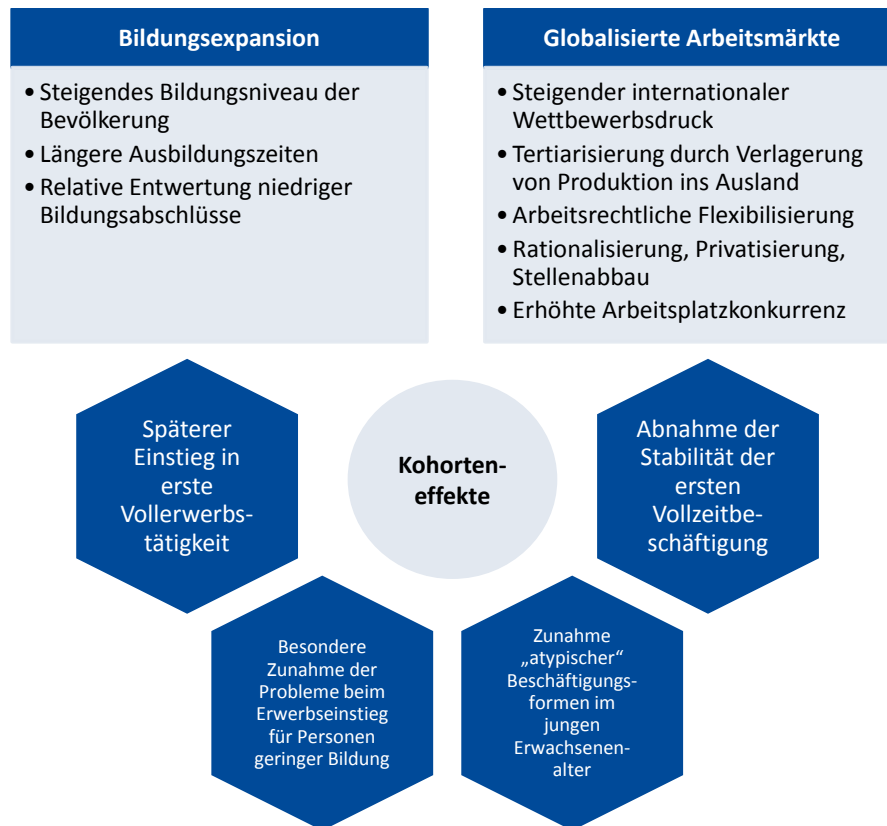 Bildungsexpansion
• Steigendes Bildungsniveau der
Bevölkerung
• Längere Ausbildungszeiten
• Relative Entwertung niedriger
Bildungsabschlüsse
Globalisierte Arbeitsmärkte
• Steigender internationaler
Wettbewerbsdruck
• Tertiarisierung durch Verlagerung
von Produktion ins Ausland
• Arbeitsrechtliche Flexibilisierung
• Rationalisierung, Privatisierung,
Stellenabbau
• Erhöhte Arbeitsplatzkonkurrenz
Späterer
Einstieg in
erste
Vollerwerbs-
tätigkeit
Kohorten-
effekte
Abnahme der
Stabilität der
ersten
Vollzeitbe-
schäftigung
Besondere
Zunahme der
Probleme beim
Erwerbseinstieg
für Personen
geringer Bildung
Zunahme
„atypischer“
Beschäftigungs-
formen im
jungen
Erwachsenen-
alter